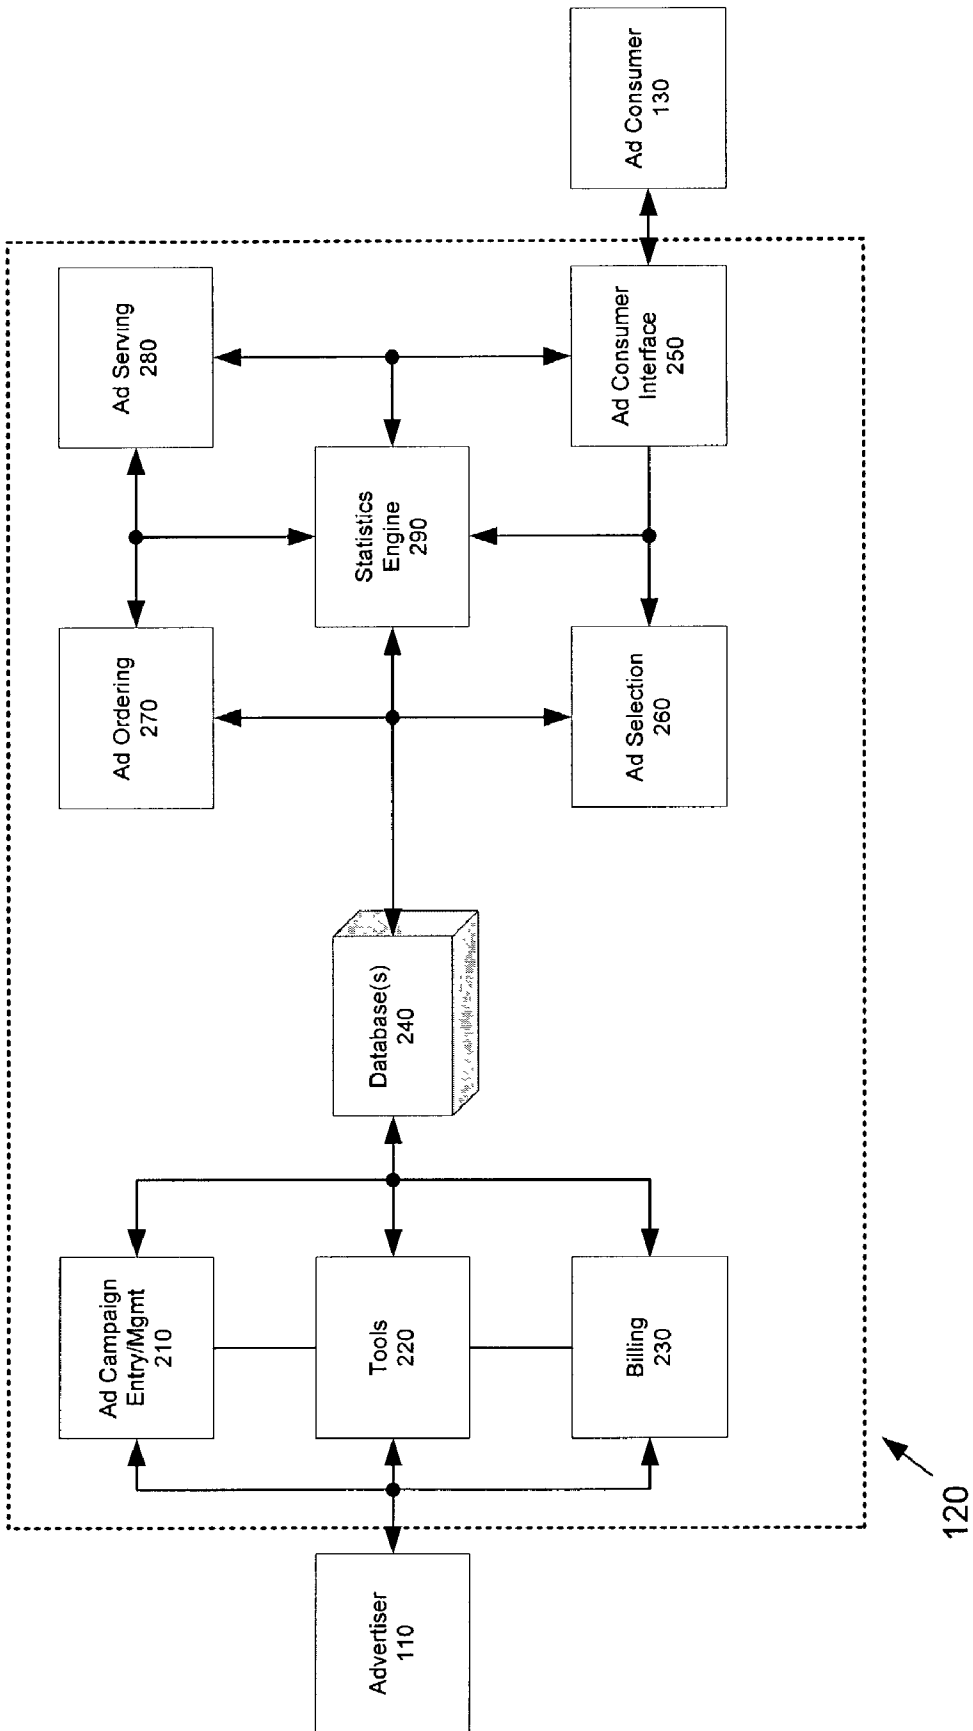 Advertiser
110
Ad Campaign
Entry/Mgmt
210
Tools
220
Billing
230
Database(s)
240
Ad Ordering
270
Ad Serving
280
Statistics
Engine
290
Ad Selection
260
Ad Consumer
Interface
250
Ad Consumer
130
120